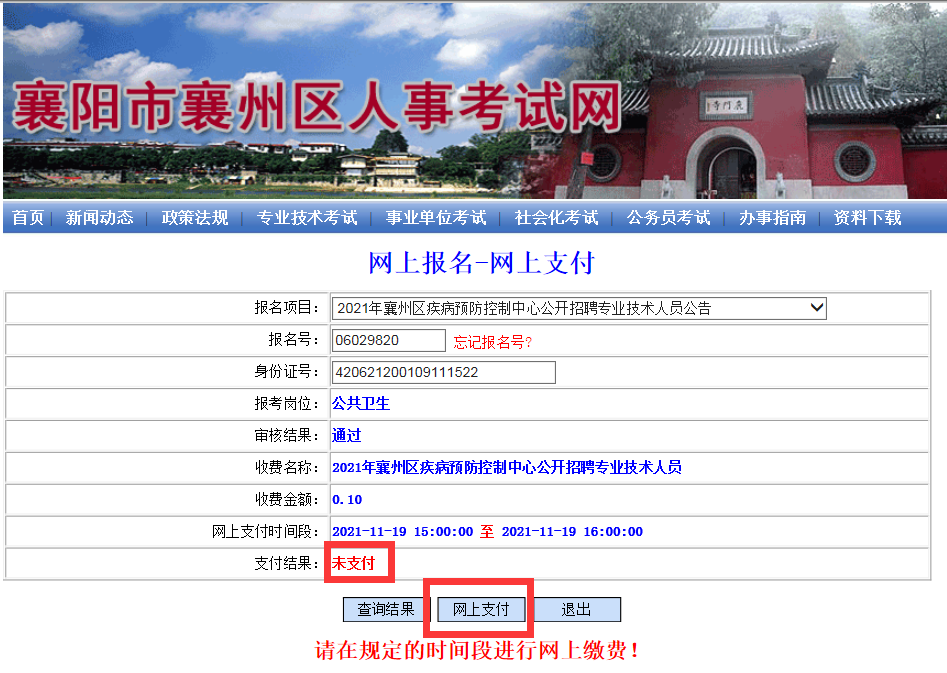 襄阳市襄州区人事考试网
首页 | 新闻动态 | 政策法规 | 专业技术考试 | 事业单位考试 | 社会化考试 | 公务员考试 | 办事指南 | 资料下载
网上报名-网上支付
报名项目： 2021年襄州区疾病预防控制中心公开招聘专业技术人员公告
报名号： 06029820 忘记报名号?
身份证号： 420621200109111522
报考岗位： 公共卫生
审核结果： 通过
收费名称： 2021年襄州区疾病预防控制中心公开招聘专业技术人员
收费金额： 0.10
网上支付时间段： 2021-11-19 15:00:00 至 2021-11-19 16:00:00
支付结果： 未支付
查询结果 网上支付 退出
请在规定的时间段进行网上缴费！